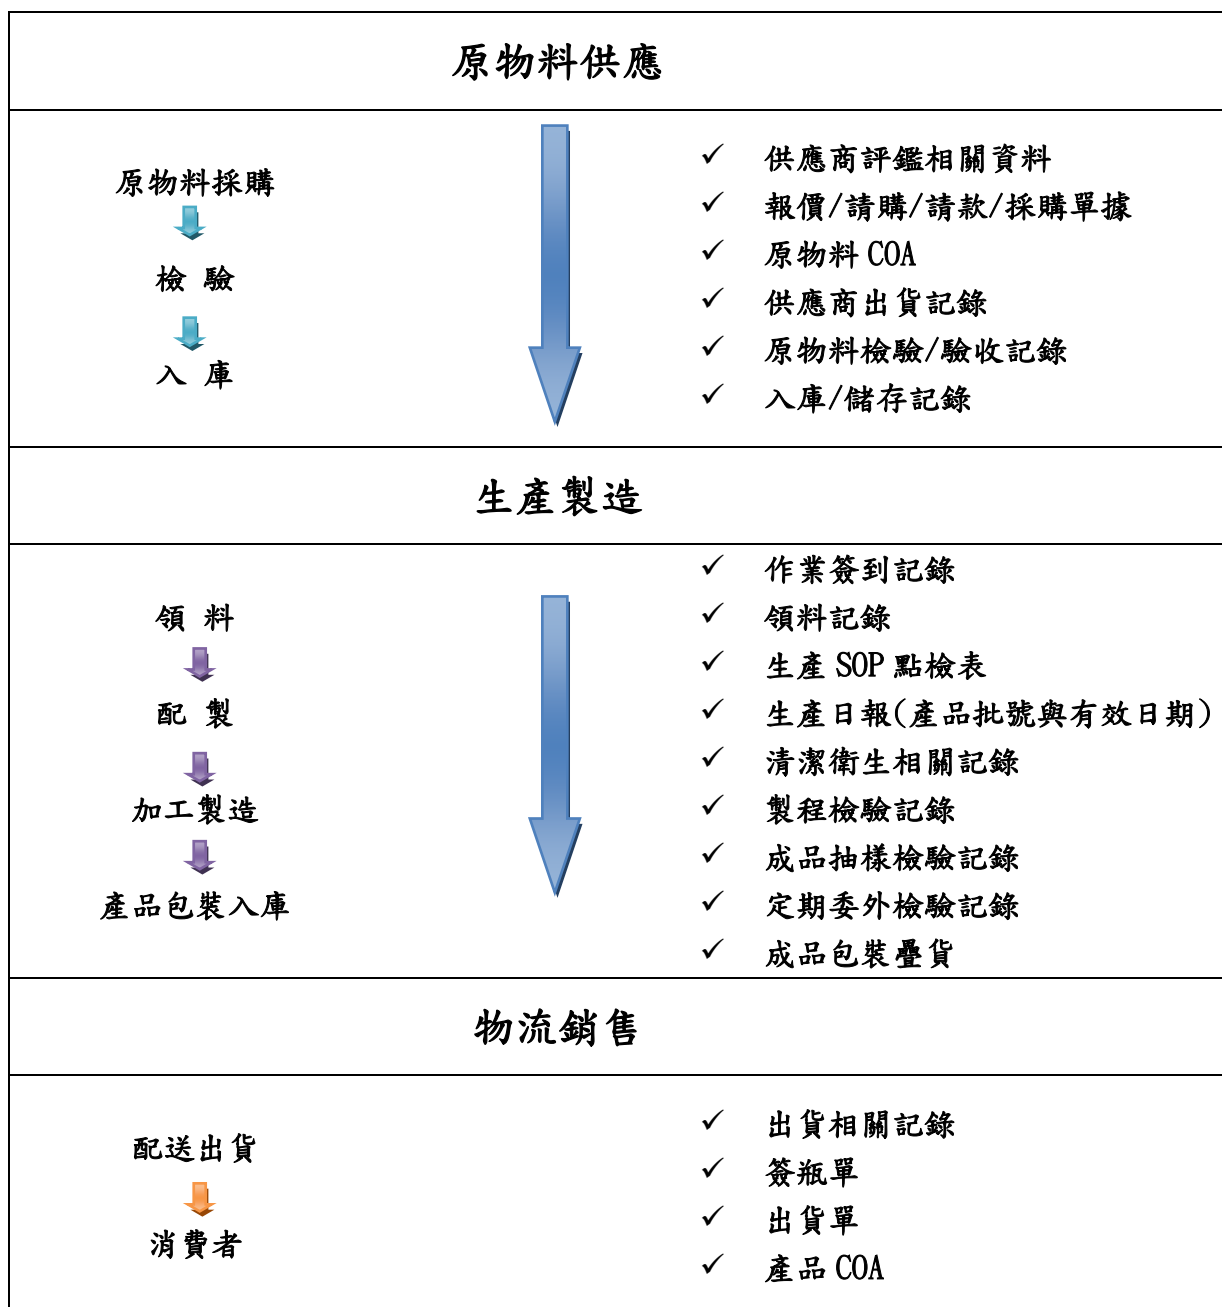 原物料供應
原物料採購
檢 驗
入 庫
✓ 供應商評鑑相關資料
✓ 報價/請購/請款/採購單據
✓ 原物料 COA
✓ 供應商出貨記錄
✓ 原物料檢驗/驗收記錄
✓ 入庫/儲存記錄
生產製造
領 料
配 製
加工製造
產品包裝入庫
✓ 作業簽到記錄
✓ 領料記錄
✓ 生產 SOP 點檢表
✓ 生產日報(產品批號與有效日期)
✓ 清潔衛生相關記錄
✓ 製程檢驗記錄
✓ 成品抽樣檢驗記錄
✓ 定期委外檢驗記錄
✓ 成品包裝疊貨
物流銷售
配送出貨
消費者
✓ 出貨相關記錄
✓ 簽瓶單
✓ 出貨單
✓ 產品 COA